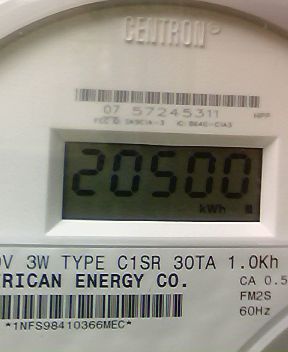 CENTRON
07 57245311
20500
kWh
V 3W TYPE C1SR 30TA 1.0Kh
RICAN ENERGY CO.
CA 0.5
FM2S
60Hz
*1NFS98410366MEC*